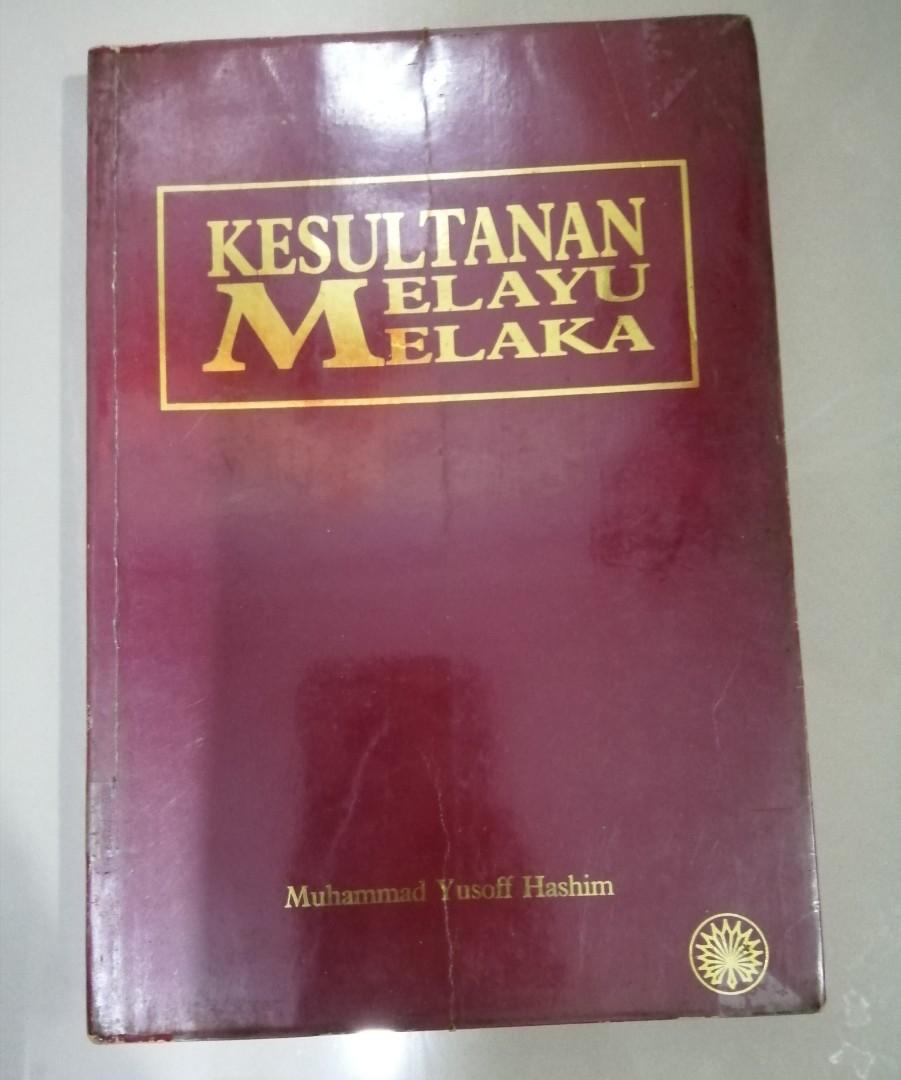 KESULTANAN
MELAYU
MELAKA
Muhammad Yusoff Hashim